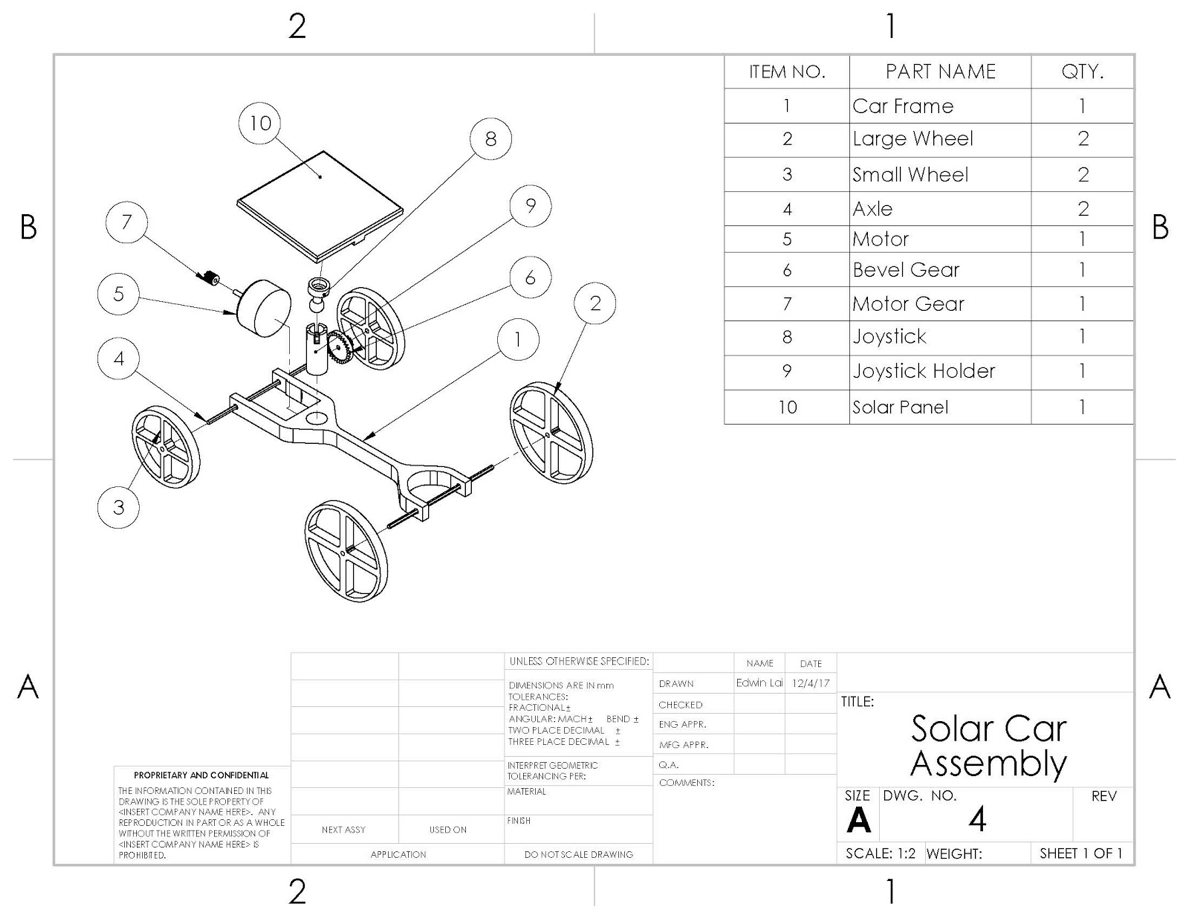 2 1
B B
A A
10
8
9
7
6
5
2
1
4
3
ITEM NO. PART NAME QTY.
1 Car Frame 1
2 Large Wheel 2
3 Small Wheel 2
4 Axle 2
5 Motor 1
6 Bevel Gear 1
7 Motor Gear 1
8 Joystick 1
9 Joystick Holder 1
10 Solar Panel 1
PROPRIETARY AND CONFIDENTIAL
THE INFORMATION CONTAINED IN THIS
DRAWING IS THE SOLE PROPERTY OF
<INSERT COMPANY NAME HERE>. ANY
REPRODUCTION IN PART OR AS A WHOLE
WITHOUT THE WRITTEN PERMISSION OF
<INSERT COMPANY NAME HERE> IS
PROHIBITED.
NEXT ASSY USED ON
APPLICATION
UNLESS OTHERWISE SPECIFIED:
DIMENSIONS ARE IN mm
TOLERANCES:
FRACTIONAL ±
ANGULAR: MACH ± BEND ±
TWO PLACE DECIMAL ±
THREE PLACE DECIMAL ±
INTERPRET GEOMETRIC
TOLERANCING PER:
MATERIAL
FINISH
DO NOT SCALE DRAWING
NAME DATE
DRAWN Edwin Lai 12/4/17
CHECKED
ENG APPR.
MFG APPR.
Q.A.
COMMENTS:
TITLE:
Solar Car
Assembly
SIZE DWG. NO. REV
A 4
SCALE: 1:2 WEIGHT: SHEET 1 OF 1
2 1